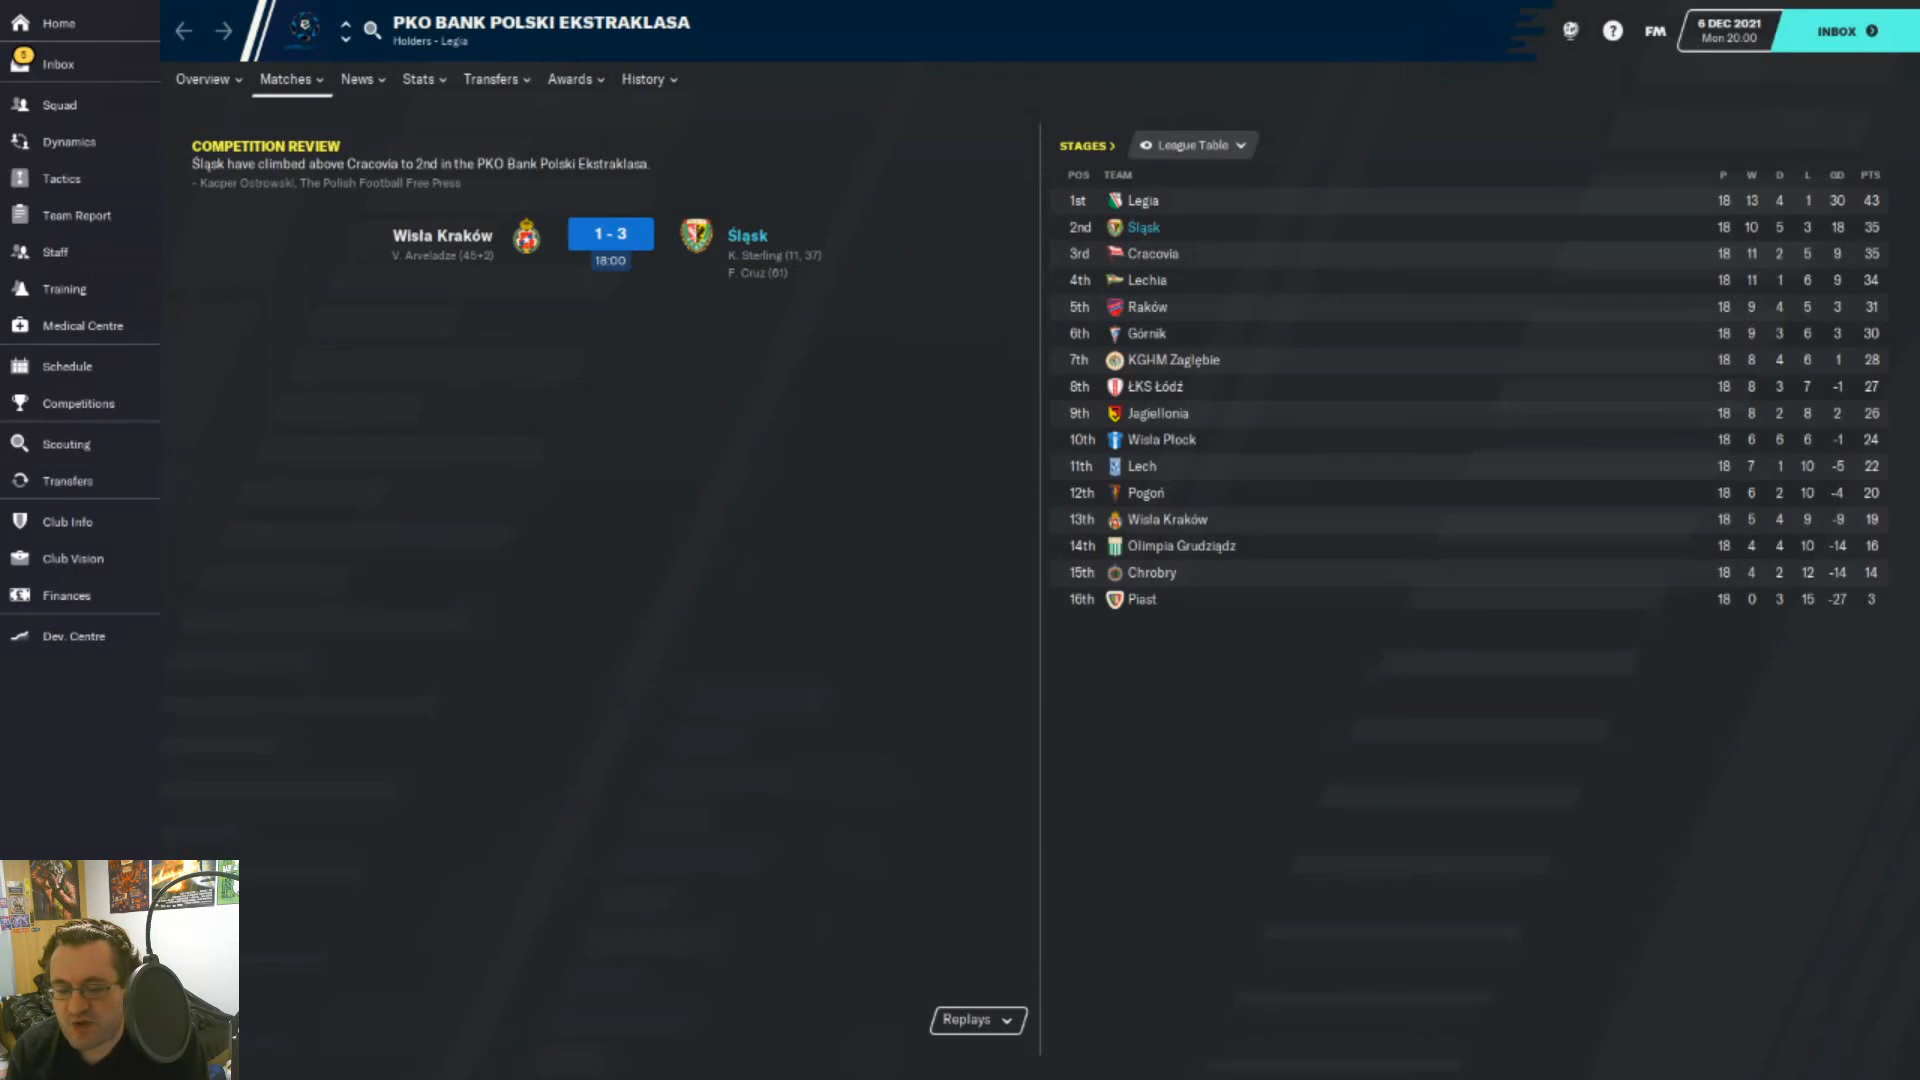 Home
Inbox
5
Squad
Dynamics
Tactics
Team Report
Staff
Training
Medical Centre
Schedule
Competitions
Scouting
Transfers
Club Info
Club Vision
Finances
Dev. Centre
PKO BANK POLSKI EKSTRAKLASA
Holders - Legia
FM
6 DEC 2021
Mon 20:00
INBOX
Overview Matches News Stats Transfers Awards History
COMPETITION REVIEW
Śląsk have climbed above Cracovia to 2nd in the PKO Bank Polski Ekstraklasa.
- Kacper Ostrowski, The Polish Football Free Press
Wisła Kraków 1 - 3 Śląsk
V. Arveladze (45+2) 18:00 K. Sterling (11, 37)
F. Cruz (61)
Replays
STAGES > League Table
POS TEAM P W D L GD PTS
1st Legia 18 13 4 1 30 43
2nd Śląsk 18 10 5 3 18 35
3rd Cracovia 18 11 2 5 9 35
4th Lechia 18 11 1 6 9 34
5th Raków 18 9 4 5 3 31
6th Górnik 18 9 3 6 3 30
7th KGHM Zagłębie 18 8 4 6 1 28
8th ŁKS Łódź 18 8 3 7 -1 27
9th Jagiellonia 18 8 2 8 2 26
10th Wisła Płock 18 6 6 6 -1 24
11th Lech 18 7 1 10 -5 22
12th Pogoń 18 6 2 10 -4 20
13th Wisła Kraków 18 5 4 9 -9 19
14th Olimpia Grudziądz 18 4 4 10 -14 16
15th Chrobry 18 4 2 12 -14 14
16th Piast 18 0 3 15 -27 3